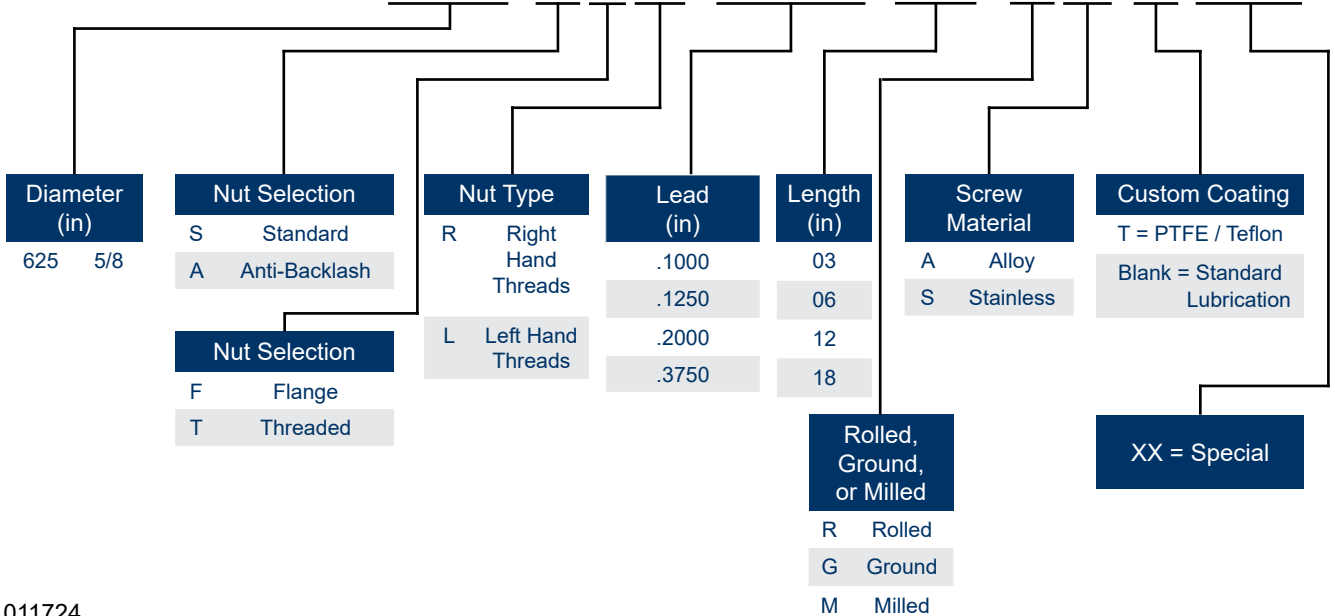 Diameter
(in)
625 5/8
Nut Selection
S Standard
A Anti-Backlash
Nut Selection
F Flange
T Threaded
Nut Type
R Right
Hand
Threads
L Left Hand
Threads
Lead
(in)
.1000
.1250
.2000
.3750
Length
(in)
03
06
12
18
Rolled,
Ground,
or Milled
R Rolled
G Ground
M Milled
Screw
Material
A Alloy
S Stainless
Custom Coating
T = PTFE / Teflon
Blank = Standard
Lubrication
XX = Special
011724